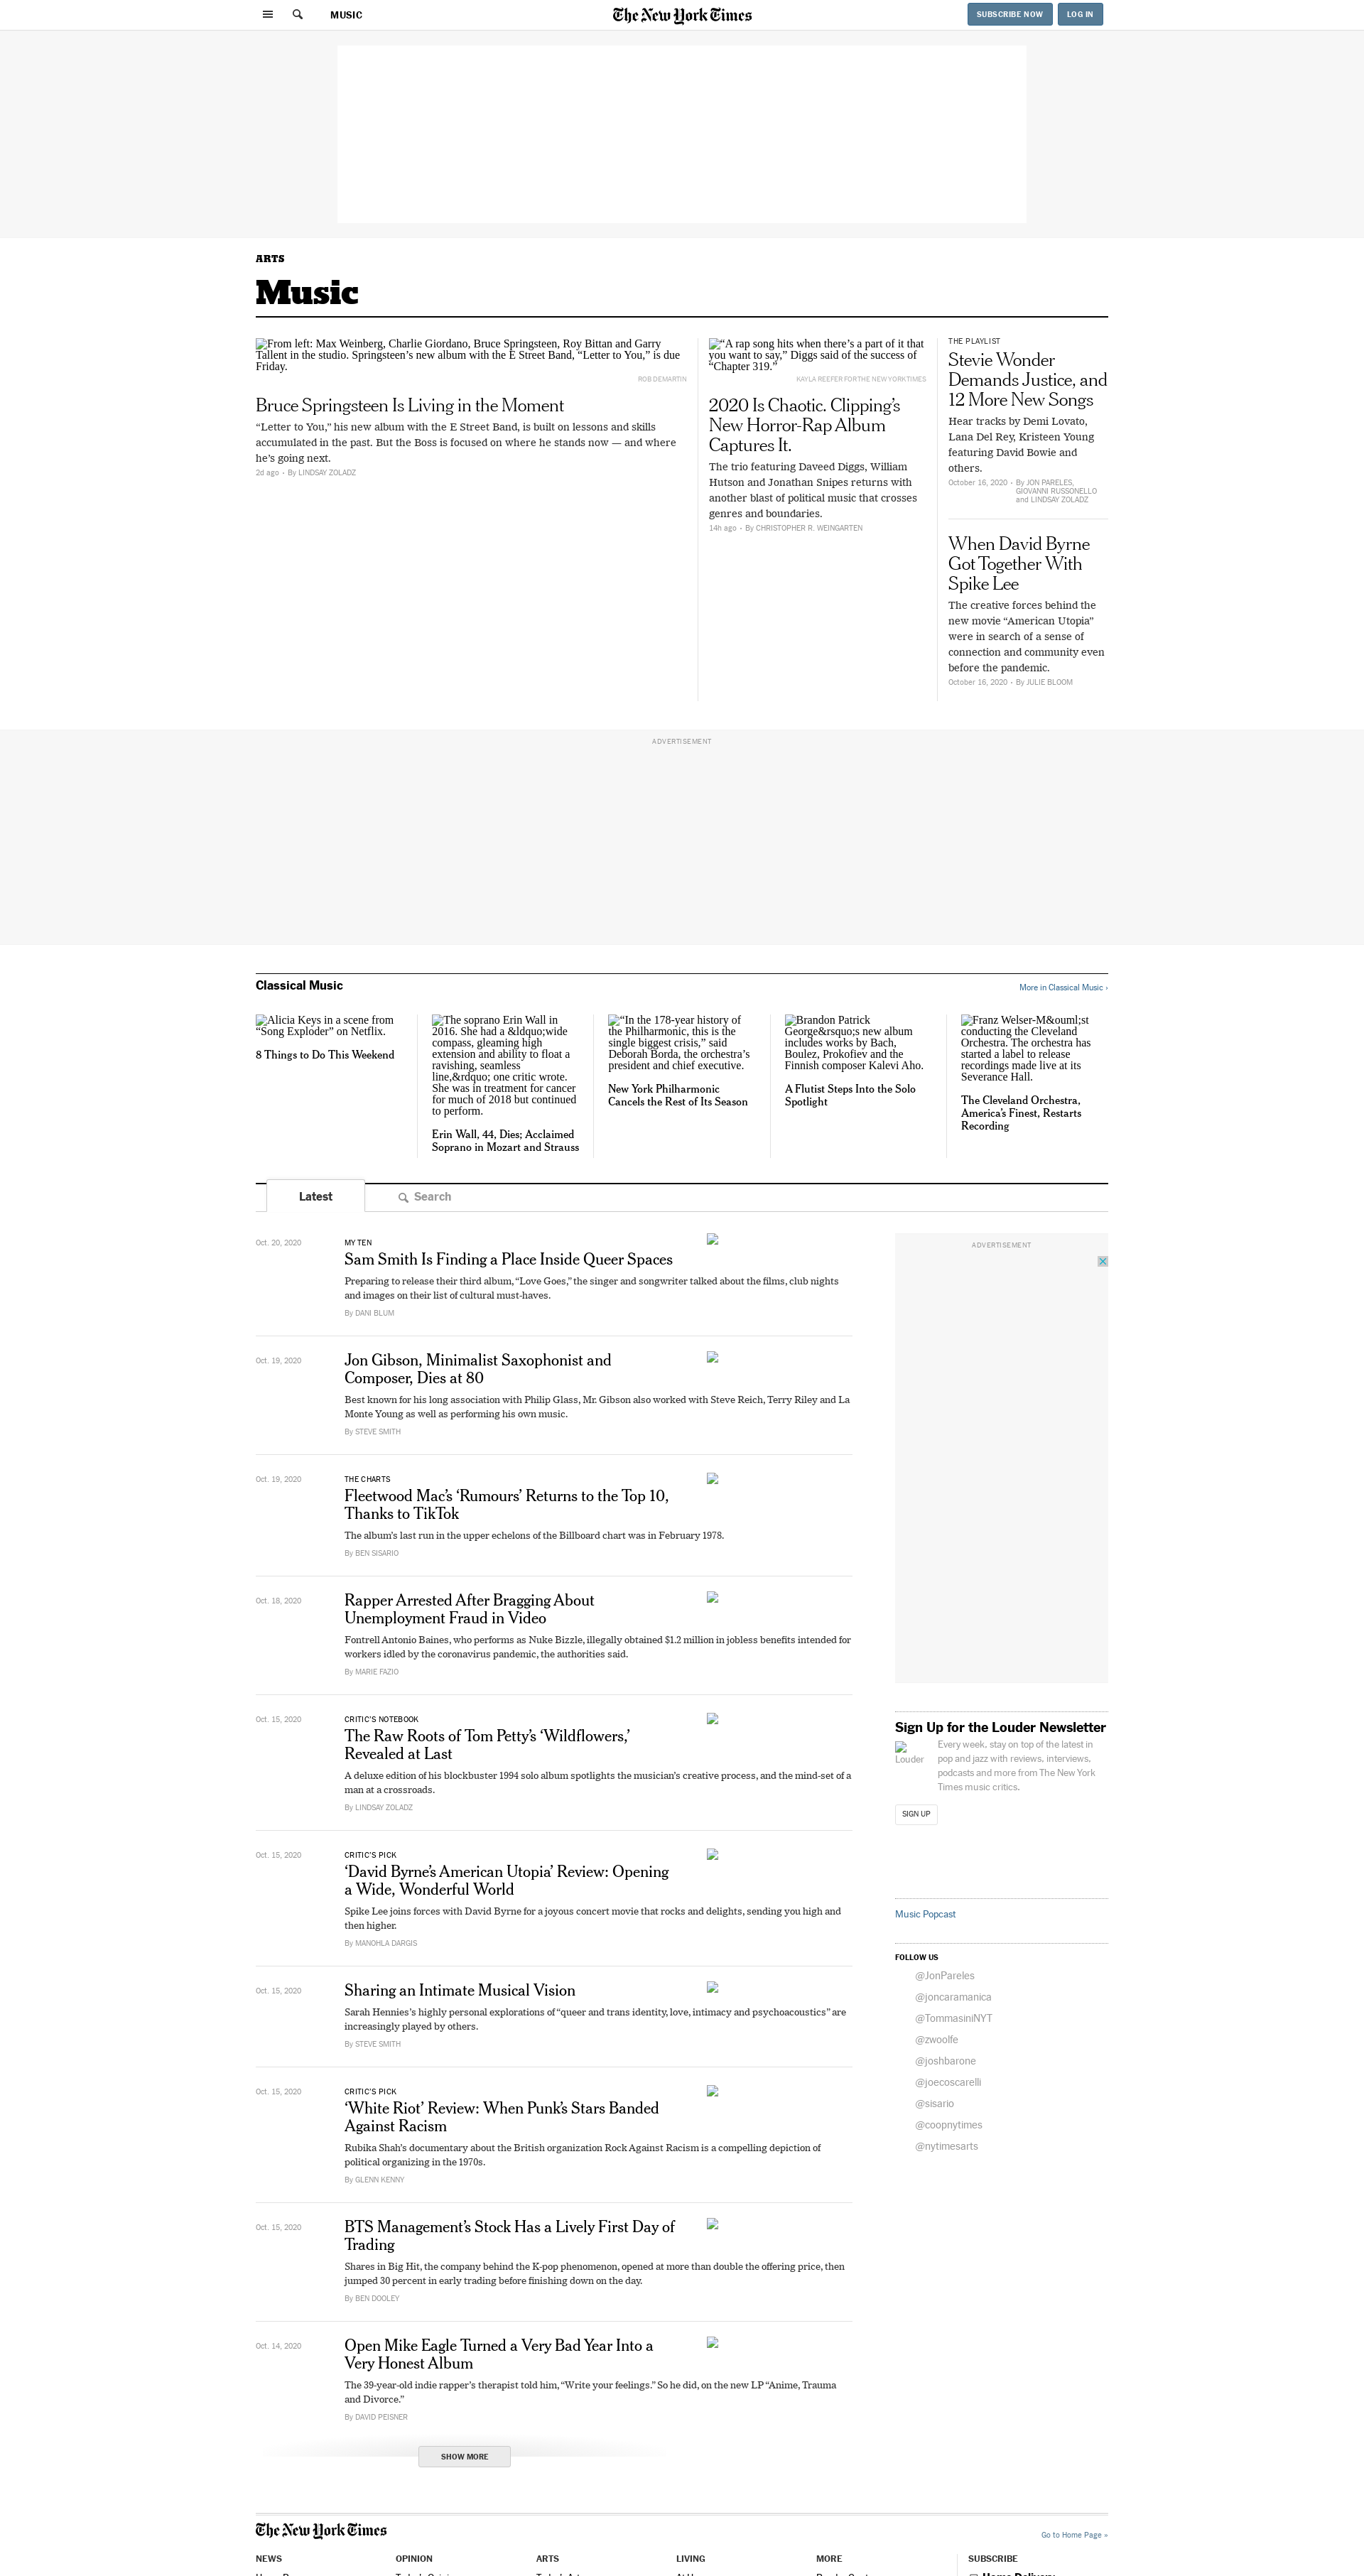 MUSIC
The New York Times
SUBSCRIBE NOW
LOG IN
ARTS
Music
From left: Max Weinberg, Charlie Giordano, Bruce Springsteen, Roy Bittan and Garry
Tallent in the studio. Springsteen’s new album with the E Street Band, “Letter to You,” is due
Friday.
ROB DEMARTIN
Bruce Springsteen Is Living in the Moment
“Letter to You,” his new album with the E Street Band, is built on lessons and skills
accumulated in the past. But the Boss is focused on where he stands now — and where
he’s going next.
2d ago • By LINDSAY ZOLADZ
“A rap song hits when there’s a part of it that
you want to say,” Diggs said of the success of
“Chapter 319.”
KAYLA REEFER FOR THE NEW YORK TIMES
2020 Is Chaotic. Clipping’s
New Horror-Rap Album
Captures It.
The trio featuring Daveed Diggs, William
Hutson and Jonathan Snipes returns with
another blast of political music that crosses
genres and boundaries.
14h ago • By CHRISTOPHER R. WEINGARTEN
THE PLAYLIST
Stevie Wonder
Demands Justice, and
12 More New Songs
Hear tracks by Demi Lovato,
Lana Del Rey, Kristeen Young
featuring David Bowie and
others.
October 16, 2020 • By JON PARELES,
GIOVANNI RUSSONELLO
and LINDSAY ZOLADZ
When David Byrne
Got Together With
Spike Lee
The creative forces behind the
new movie “American Utopia”
were in search of a sense of
connection and community even
before the pandemic.
October 16, 2020 • By JULIE BLOOM
ADVERTISEMENT
Classical Music
More in Classical Music ›
Alicia Keys in a scene from
“Song Exploder” on Netflix.
8 Things to Do This Weekend
The soprano Erin Wall in
2016. She had a &ldquo;wide
compass, gleaming high
extension and ability to float a
ravishing, seamless
line,&rdquo; one critic wrote.
She was in treatment for cancer
for much of 2018 but continued
to perform.
Erin Wall, 44, Dies; Acclaimed
Soprano in Mozart and Strauss
“In the 178-year history of
the Philharmonic, this is the
single biggest crisis,” said
Deborah Borda, the orchestra’s
president and chief executive.
New York Philharmonic
Cancels the Rest of Its Season
Brandon Patrick
George&rsquo;s new album
includes works by Bach,
Boulez, Prokofiev and the
Finnish composer Kalevi Aho.
A Flutist Steps Into the Solo
Spotlight
Franz Welser-M&ouml;st
conducting the Cleveland
Orchestra. The orchestra has
started a label to release
recordings made live at its
Severance Hall.
The Cleveland Orchestra,
America’s Finest, Restarts
Recording
Latest
Search
Oct. 20, 2020
MY TEN
Sam Smith Is Finding a Place Inside Queer Spaces
Preparing to release their third album, “Love Goes,” the singer and songwriter talked about the films, club nights
and images on their list of cultural must-haves.
By DANI BLUM
Oct. 19, 2020
Jon Gibson, Minimalist Saxophonist and
Composer, Dies at 80
Best known for his long association with Philip Glass, Mr. Gibson also worked with Steve Reich, Terry Riley and La
Monte Young as well as performing his own music.
By STEVE SMITH
Oct. 19, 2020
THE CHARTS
Fleetwood Mac’s ‘Rumours’ Returns to the Top 10,
Thanks to TikTok
The album’s last run in the upper echelons of the Billboard chart was in February 1978.
By BEN SISARIO
Oct. 18, 2020
Rapper Arrested After Bragging About
Unemployment Fraud in Video
Fontrell Antonio Baines, who performs as Nuke Bizzle, illegally obtained $1.2 million in jobless benefits intended for
workers idled by the coronavirus pandemic, the authorities said.
By MARIE FAZIO
Oct. 15, 2020
CRITIC’S NOTEBOOK
The Raw Roots of Tom Petty’s ‘Wildflowers,’
Revealed at Last
A deluxe edition of his blockbuster 1994 solo album spotlights the musician’s creative process, and the mind-set of a
man at a crossroads.
By LINDSAY ZOLADZ
Oct. 15, 2020
CRITIC’S PICK
‘David Byrne’s American Utopia’ Review: Opening
a Wide, Wonderful World
Spike Lee joins forces with David Byrne for a joyous concert movie that rocks and delights, sending you high and
then higher.
By MANOHLA DARGIS
Oct. 15, 2020
Sharing an Intimate Musical Vision
Sarah Hennies’s highly personal explorations of “queer and trans identity, love, intimacy and psychoacoustics” are
increasingly played by others.
By STEVE SMITH
Oct. 15, 2020
CRITIC’S PICK
‘White Riot’ Review: When Punk’s Stars Banded
Against Racism
Rubika Shah’s documentary about the British organization Rock Against Racism is a compelling depiction of
political organizing in the 1970s.
By GLENN KENNY
Oct. 15, 2020
BTS Management’s Stock Has a Lively First Day of
Trading
Shares in Big Hit, the company behind the K-pop phenomenon, opened at more than double the offering price, then
jumped 30 percent in early trading before finishing down on the day.
By BEN DOOLEY
Oct. 14, 2020
Open Mike Eagle Turned a Very Bad Year Into a
Very Honest Album
The 39-year-old indie rapper’s therapist told him, “Write your feelings.” So he did, on the new LP “Anime, Trauma
and Divorce.”
By DAVID PEISNER
SHOW MORE
ADVERTISEMENT
Sign Up for the Louder Newsletter
Louder
Every week, stay on top of the latest in
pop and jazz with reviews, interviews,
podcasts and more from The New York
Times music critics.
SIGN UP
Music Popcast
FOLLOW US
@JonPareles
@joncaramanica
@TommasiniNYT
@zwoolfe
@joshbarone
@joecoscarelli
@sisario
@coopnytimes
@nytimesarts
The New York Times
Go to Home Page »
NEWS
OPINION
ARTS
LIVING
MORE
SUBSCRIBE